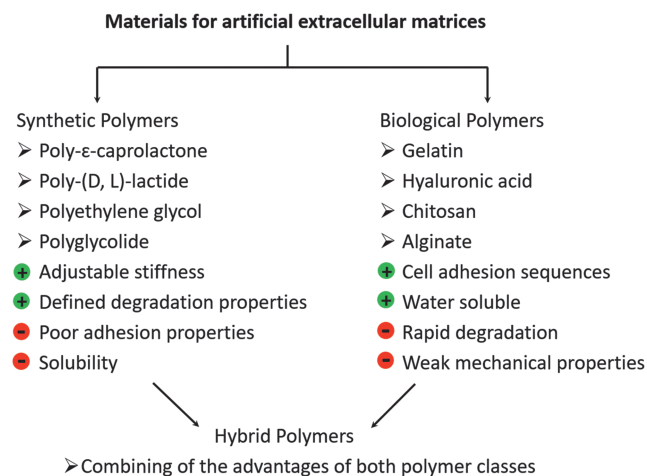 Materials for artificial extracellular matrices
Synthetic Polymers
➢ Poly-ε-caprolactone
➢ Poly-(D, L)-lactide
➢ Polyethylene glycol
➢ Polyglycolide
+ Adjustable stiffness
+ Defined degradation properties
- Poor adhesion properties
- Solubility
Biological Polymers
➢ Gelatin
➢ Hyaluronic acid
➢ Chitosan
➢ Alginate
+ Cell adhesion sequences
+ Water soluble
- Rapid degradation
- Weak mechanical properties
Hybrid Polymers
➢Combining of the advantages of both polymer classes